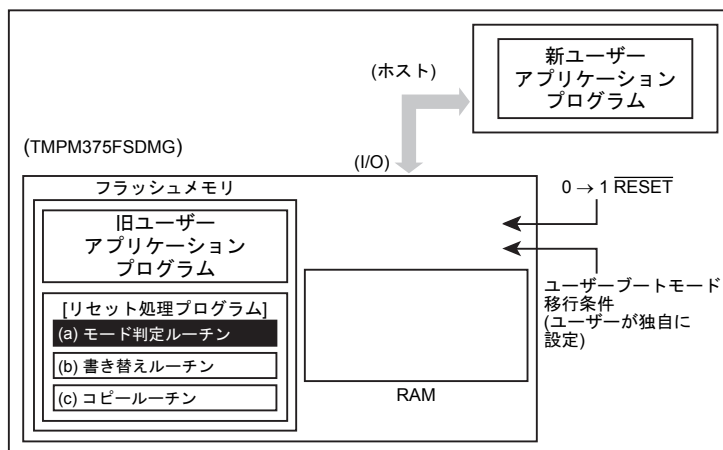 新ユーザー
アプリケーション
プログラム
(ホスト)
(TMPM375FSDMG)
(I/O)
フラッシュメモリ
旧ユーザー
アプリケーション
プログラム
[リセット処理プログラム]
(a) モード判定ルーチン
(b) 書き替えルーチン
(c) コピールーチン
RAM
0 → 1 RESET
ユーザーブートモード
移行条件
(ユーザーが独自に
設定)